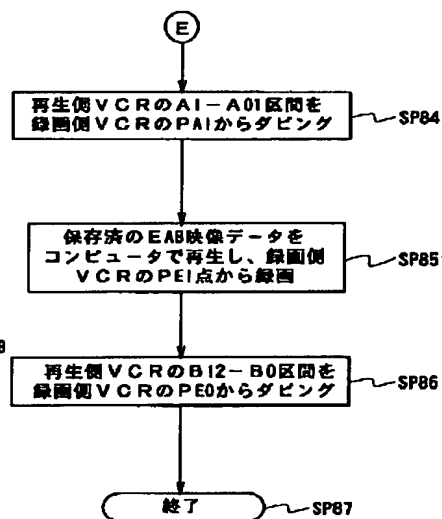 E
再生側VCRのAI-A01区間を
録画側VCRのPAIからダビング
SP84
保存済のEAB映像データを
コンピュータで再生し、録画側
VCRのPEI点から録画
SP85
再生側VCRのBI2-BO区間を
録画側VCRのPEOからダビング
SP86
終了
SP87